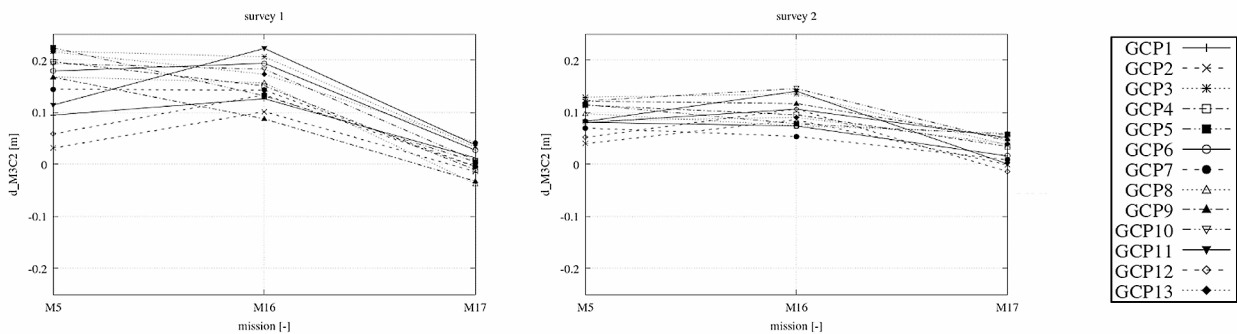 survey 1
0.2
0.1
0
-0.1
-0.2
d_M3C2 [m]
M5
M16
M17
mission [-]
survey 2
0.2
0.1
0
-0.1
-0.2
d_M3C2 [m]
M5
M16
M17
mission [-]
GCP1
GCP2
GCP3
GCP4
GCP5
GCP6
GCP7
GCP8
GCP9
GCP10
GCP11
GCP12
GCP13